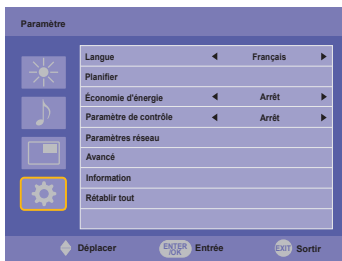 Paramètre
Langue Français
Planifier
Économie d'énergie Arrêt
Paramètre de contrôle Arrêt
Paramètres réseau
Avancé
Information
Rétablir tout
Déplacer ENTER /OK Entrée EXIT Sortir